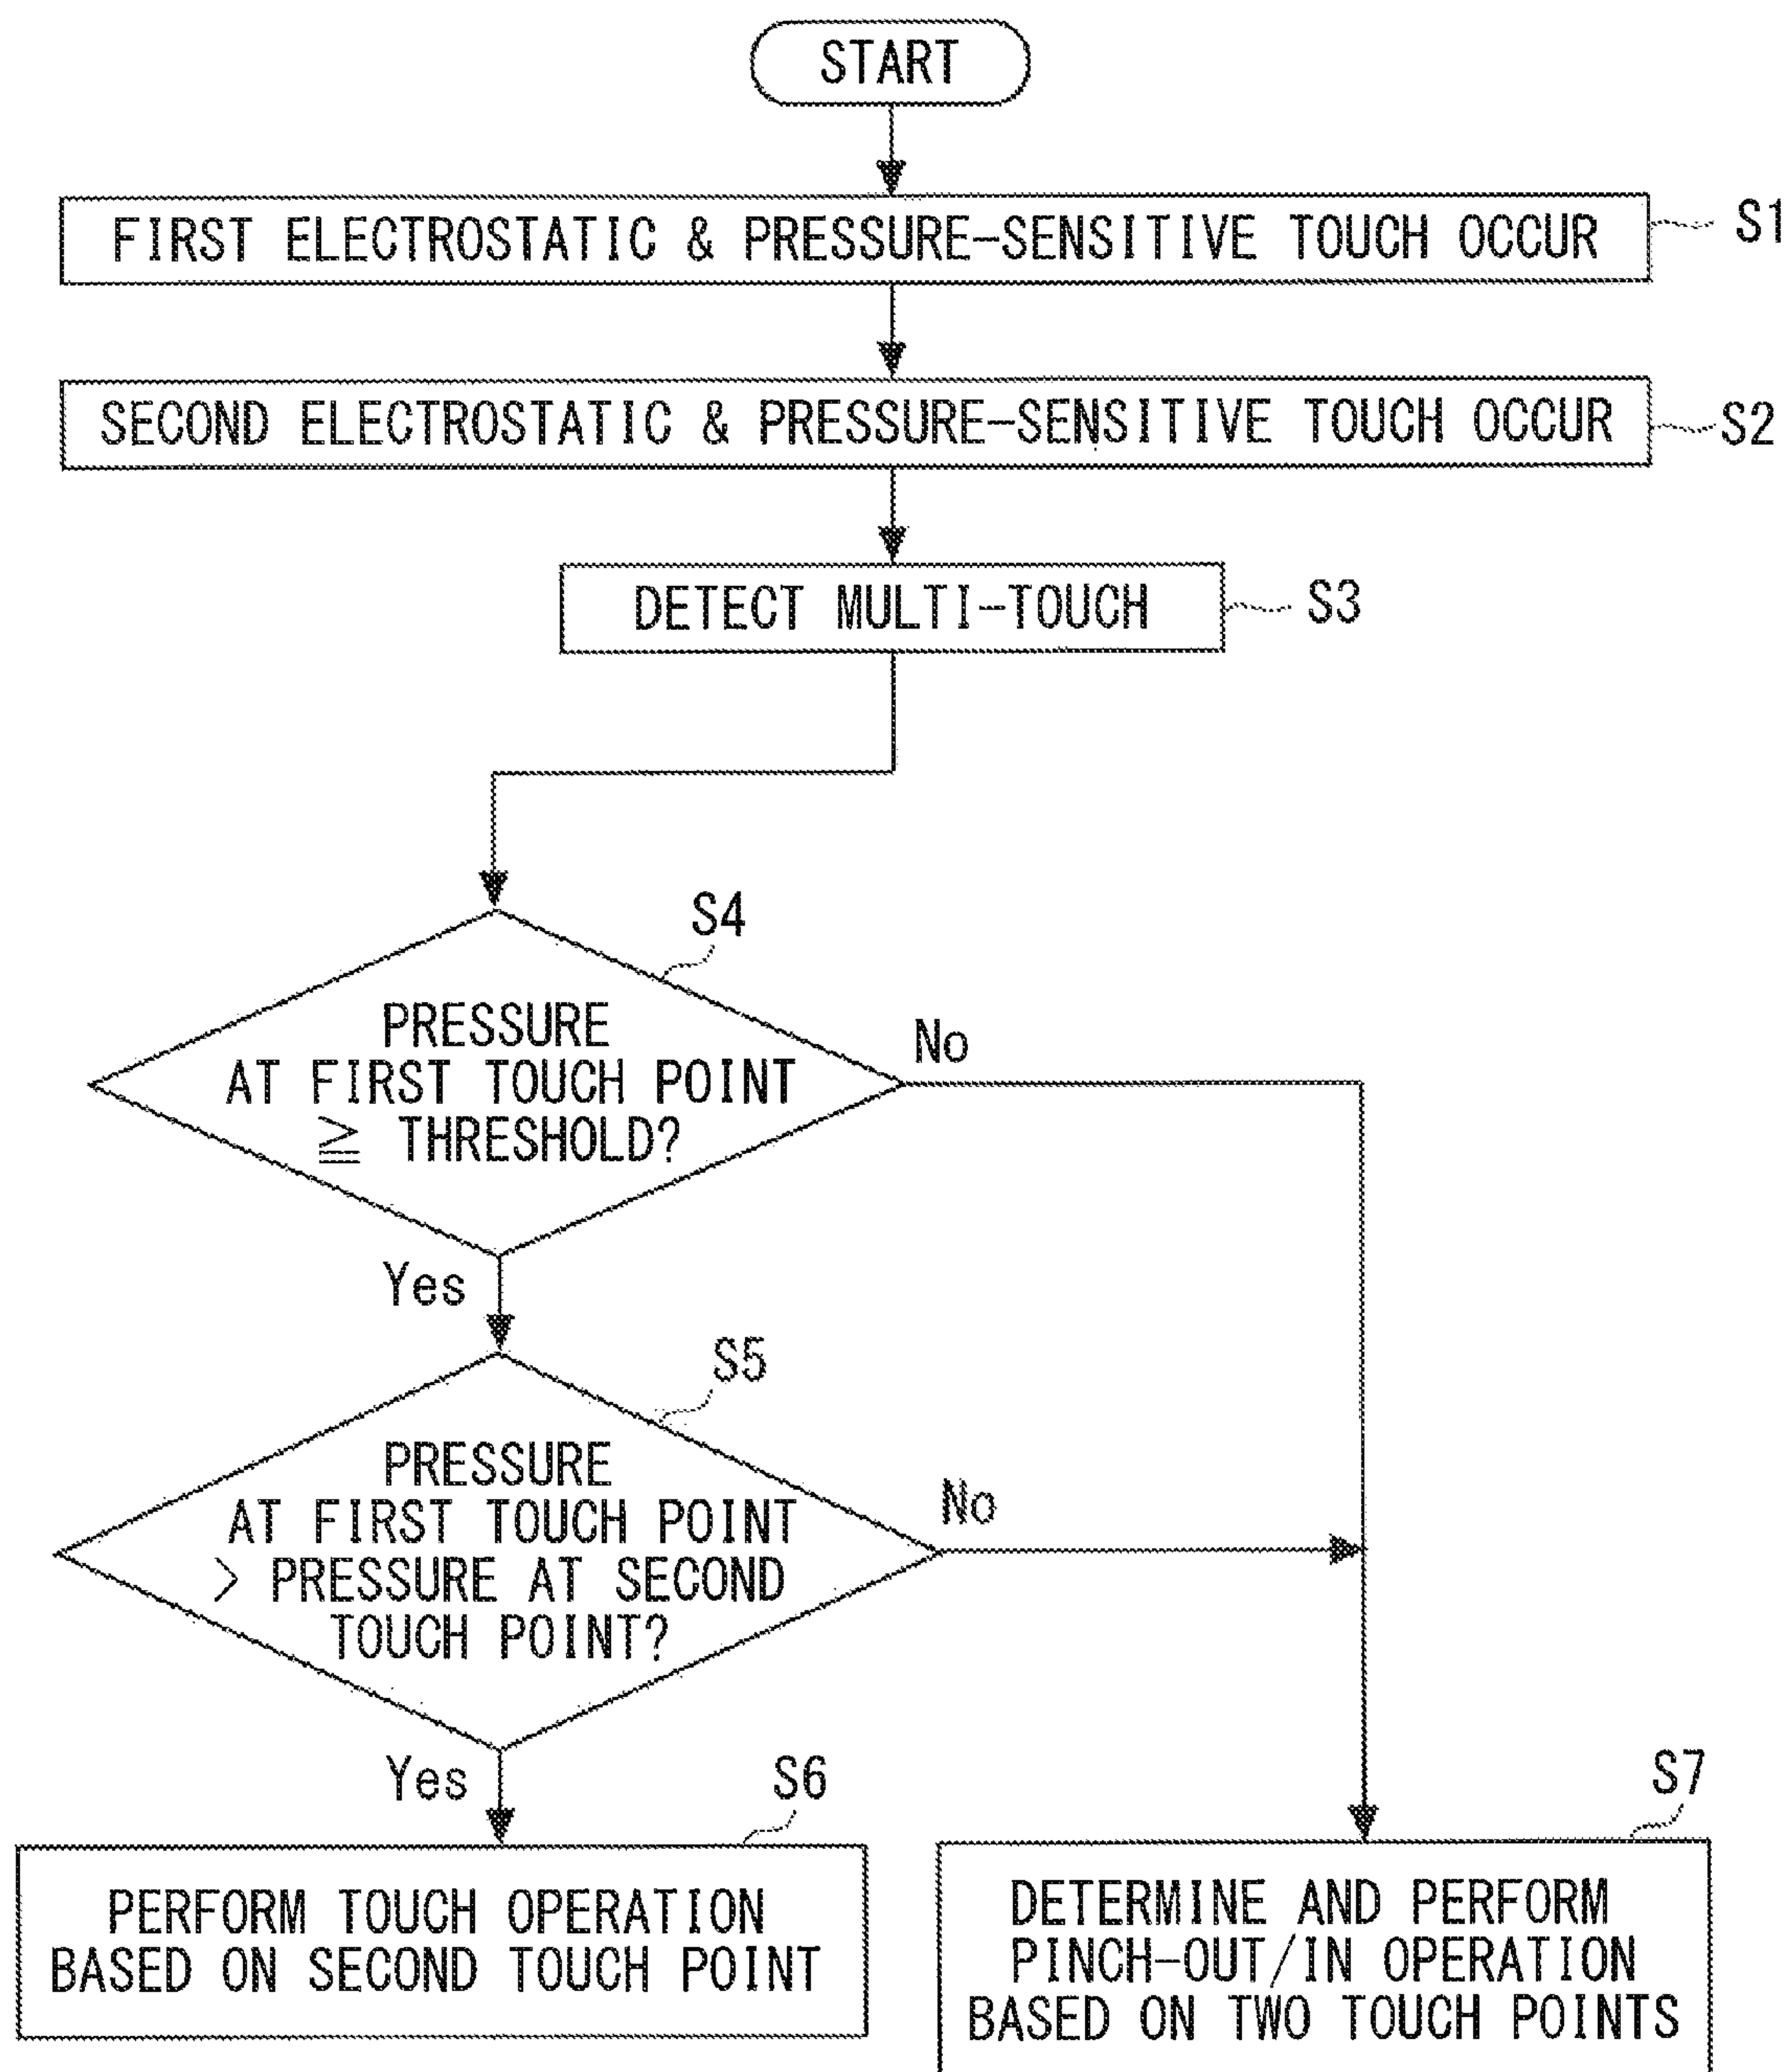 START
FIRST ELECTROSTATIC & PRESSURE-SENSITIVE TOUCH OCCUR
S1
SECOND ELECTROSTATIC & PRESSURE-SENSITIVE TOUCH OCCUR
S2
DETECT MULTI-TOUCH
S3
S4
PRESSURE
AT FIRST TOUCH POINT
≧ THRESHOLD?
No
Yes
S5
PRESSURE
AT FIRST TOUCH POINT
> PRESSURE AT SECOND
TOUCH POINT?
No
Yes
S6
PERFORM TOUCH OPERATION
BASED ON SECOND TOUCH POINT
S7
DETERMINE AND PERFORM
PINCH-OUT/IN OPERATION
BASED ON TWO TOUCH POINTS